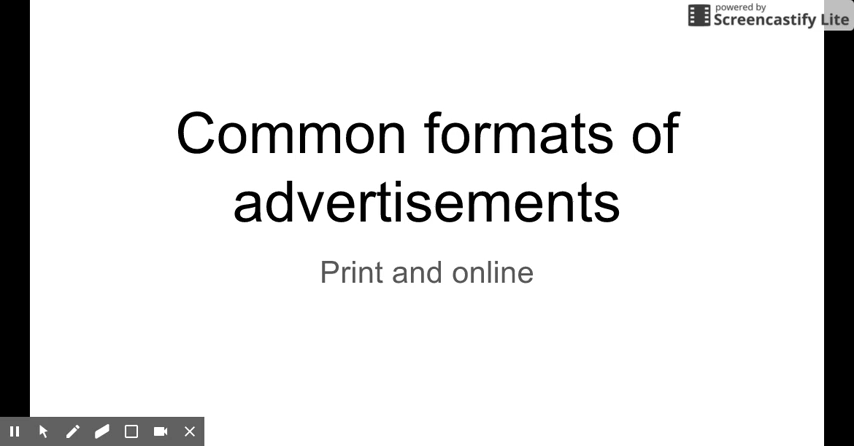 powered by
Screencastify Lite
Common formats of
advertisements
Print and online